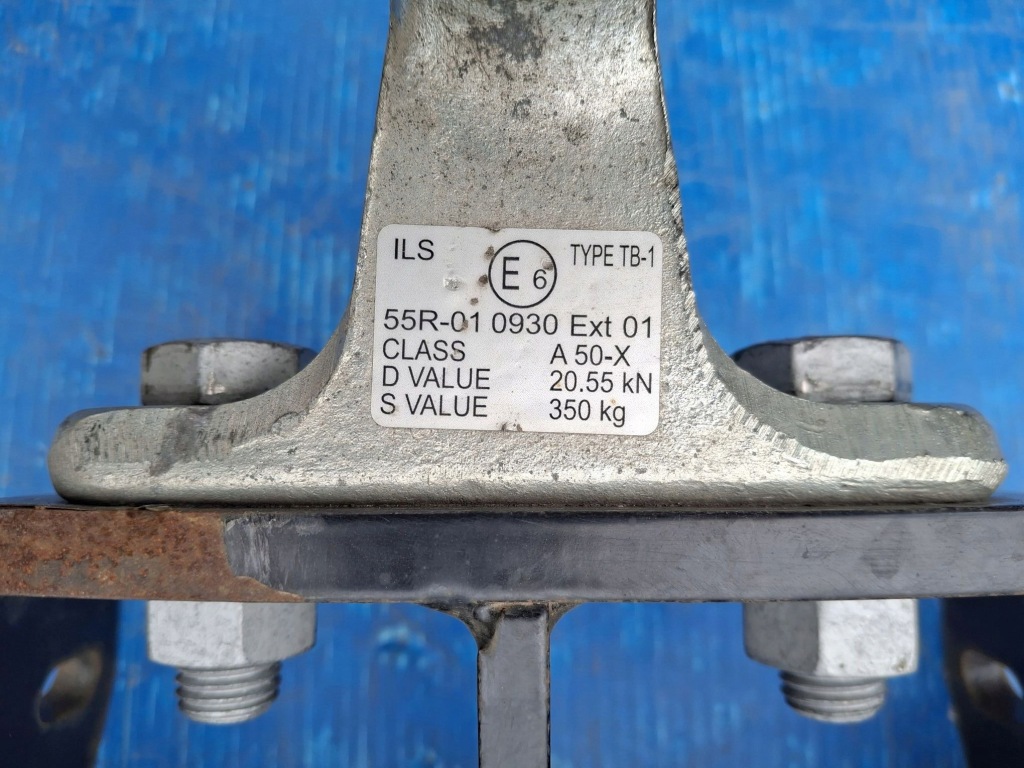 ILS E 6 TYPE TB-1
55R-01 0930 Ext 01
CLASS A 50-X
D VALUE 20.55 kN
S VALUE 350 kg